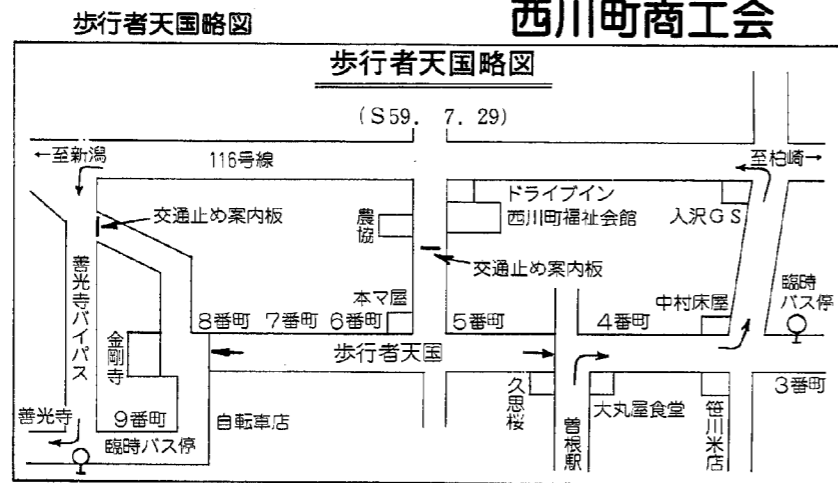 西川町商工会
歩行者天国略図
歩行者天国略図
(S59. 7. 29)
←至新潟
116号線
至柏崎→
交通止め案内板
農協
ドライブイン
西川町福祉会館
入沢GS
交通止め案内板
善光寺バイパス
金剛寺
本マ屋
中村床屋
臨時
バス停
8番町 7番町 6番町
5番町
4番町
歩行者天国
3番町
久思桜
大丸屋食堂
笹川米店
曽根駅
善光寺
9番町
自転車店
臨時バス停